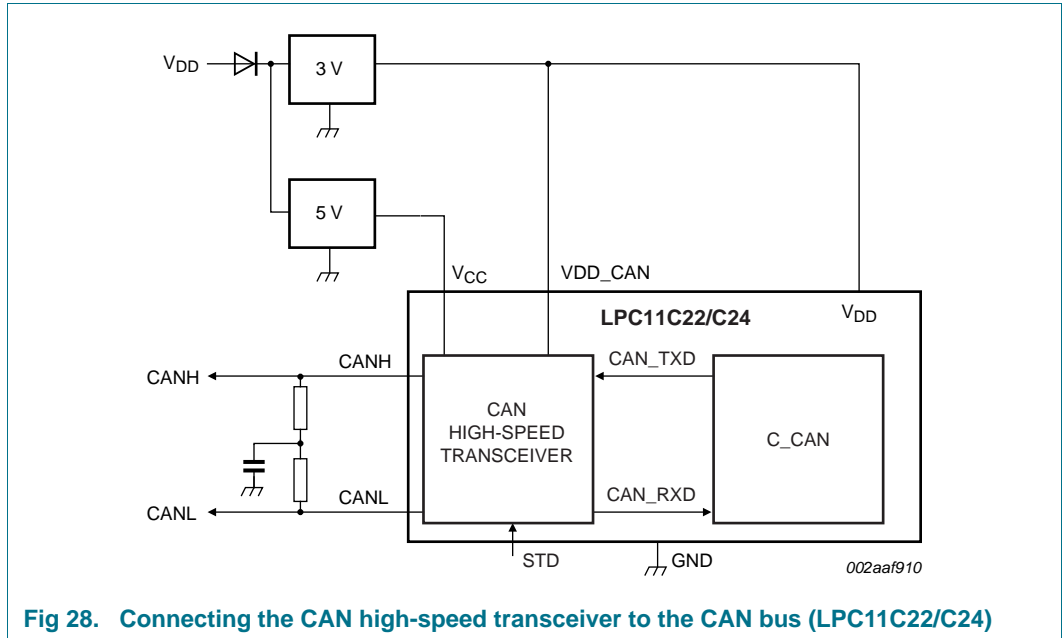 VDD
3 V
5 V
VCC
VDD_CAN
VDD
LPC11C22/C24
CANH
CANH
CAN_TXD
CAN
HIGH-SPEED
TRANSCEIVER
C_CAN
CANL
CANL
CAN_RXD
STD
GND
002aaf910
Fig 28. Connecting the CAN high-speed transceiver to the CAN bus (LPC11C22/C24)